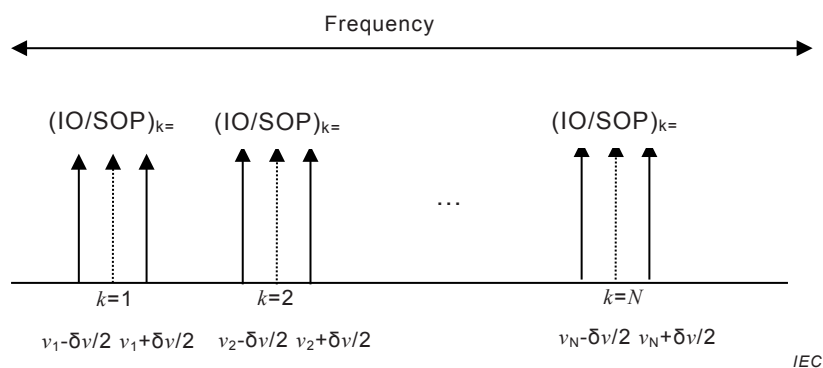 Frequency
(IO/SOP)k= (IO/SOP)k= (IO/SOP)k=
...
k=1 k=2 k=N
ν1-δν/2 ν1+δν/2 ν2-δν/2 ν2+δν/2 νN-δν/2 νN+δν/2
IEC